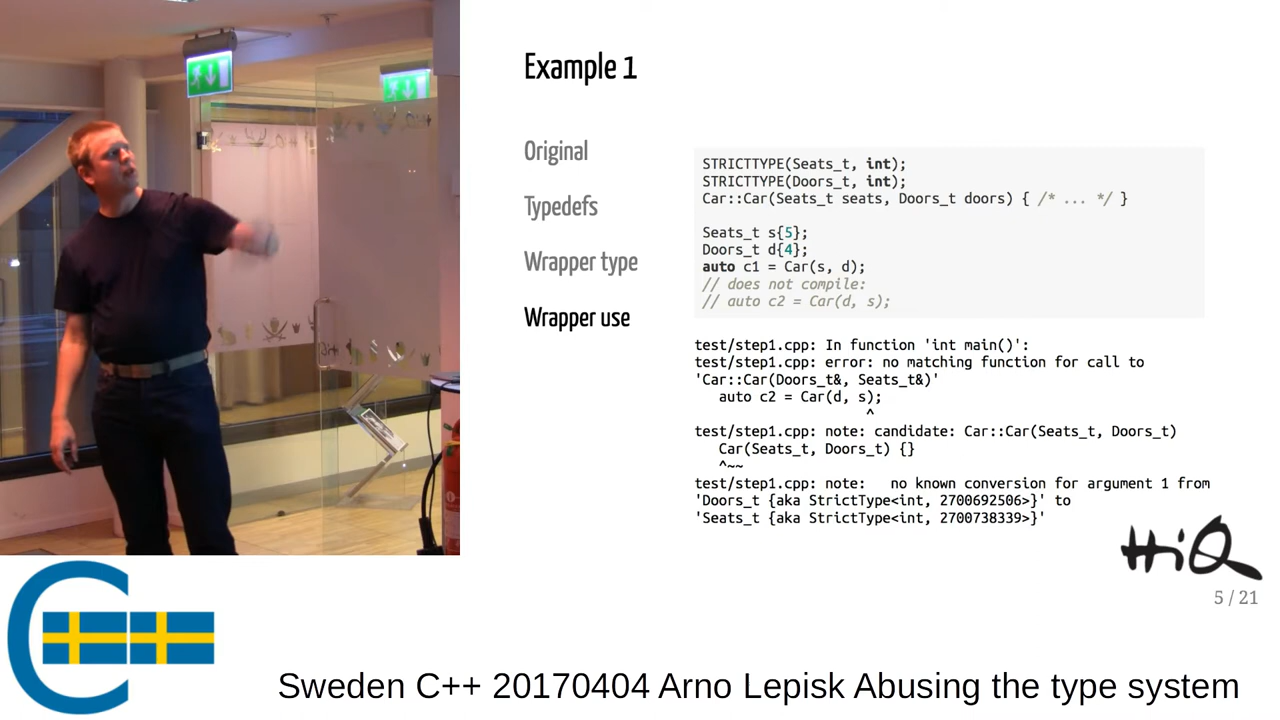 Example 1
Original
Typedefs
Wrapper type
Wrapper use
STRICTTYPE(Seats_t, int);
STRICTTYPE(Doors_t, int);
Car::Car(Seats_t seats, Doors_t doors) { /* ... */ }
Seats_t s{5};
Doors_t d{4};
auto c1 = Car(s, d);
// does not compile:
// auto c2 = Car(d, s);
test/step1.cpp: In function 'int main()':
test/step1.cpp: error: no matching function for call to
'Car::Car(Doors_t&, Seats_t&)'
auto c2 = Car(d, s);
^
test/step1.cpp: note: candidate: Car::Car(Seats_t, Doors_t)
Car(Seats_t, Doors_t) {}
^~~
test/step1.cpp: note:   no known conversion for argument 1 from
'Doors_t {aka StrictType<int, 2700692506>}' to
'Seats_t {aka StrictType<int, 2700738339>}'
HiQ
5 / 21
C++
Sweden C++ 20170404 Arno Lepisk Abusing the type system